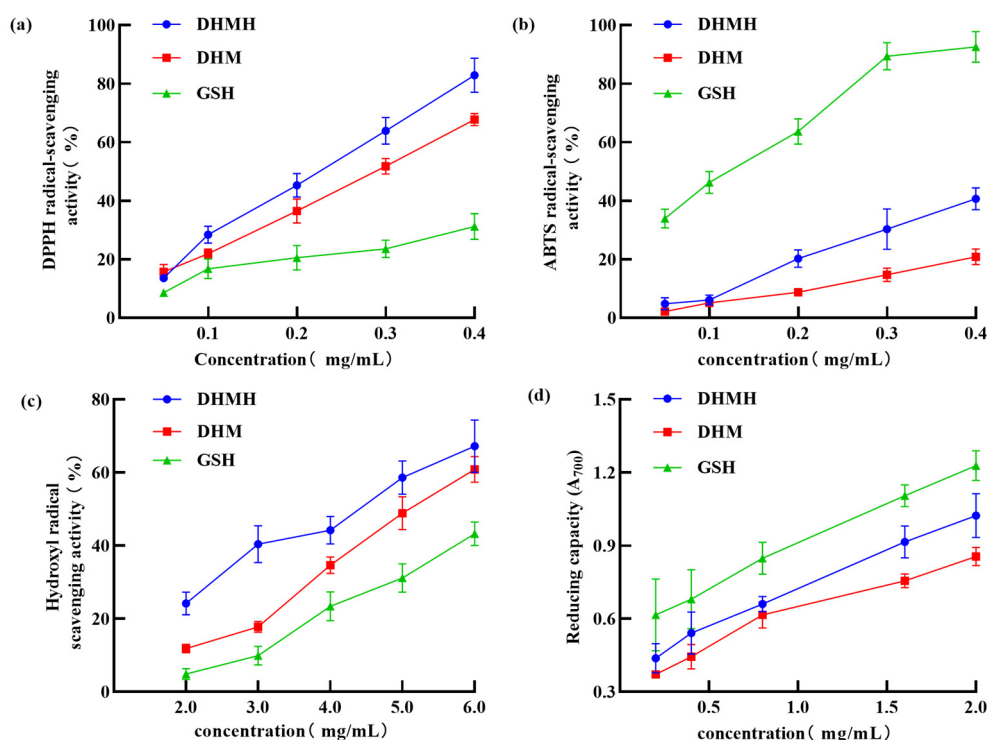 (a)
DHMH
DHM
GSH
DPPH radical-scavenging
activity( %)
100
80
60
40
20
0
0.1 0.2 0.3 0.4
Concentration( mg/mL)
(b)
DHMH
DHM
GSH
ABTS radical-scavenging
activity( %)
100
80
60
40
20
0
0.1 0.2 0.3 0.4
concentration( mg/mL)
(c)
DHMH
DHM
GSH
Hydroxyl radical
scavenging activity( %)
80
60
40
20
0
2.0 3.0 4.0 5.0 6.0
concentration( mg/mL)
(d)
DHMH
DHM
GSH
Reducing capacity (A700)
1.5
1.2
0.9
0.6
0.3
0.5 1.0 1.5 2.0
concentration( mg/mL)